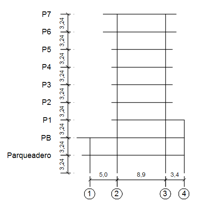 P7
3,24
P6
3,24
P5
3,24
P4
3,24
P3
3,24
P2
3,24
P1
3,24
PB
3,24
Parqueadero
3,24
5,0 8,9 3,4
1 2 3 4